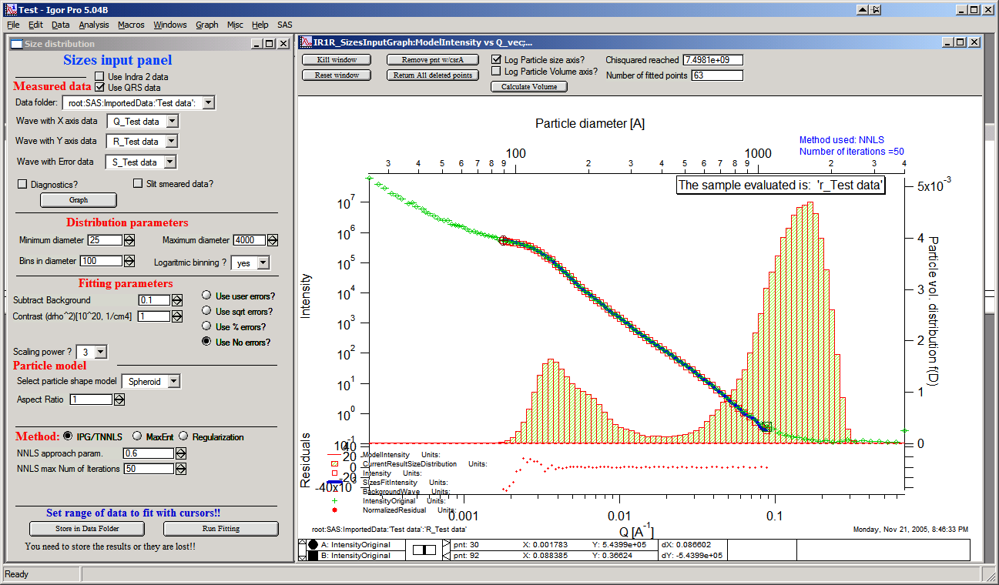 Test - Igor Pro 5.04B
File Edit Data Analysis Macros Windows Graph Misc Help SAS
Size distribution
Sizes input panel
Use Indra 2 data
Measured data Use QRS data
Data folder: root:SAS:ImportedData:'Test data':
Wave with X axis data Q_Test data
Wave with Y axis data R_Test data
Wave with Error data S_Test data
Diagnostics? Slit smeared data?
Graph
Distribution parameters
Minimum diameter 25 Maximum diameter 4000
Bins in diameter 100 Logaritmic binning ? yes
Fitting parameters
Subtract Background 0.1 Use user errors?
Contrast (drho^2)[10^20, 1/cm4] 1 Use sqrt errors?
Use % errors?
Use No errors?
Scaling power ? 3
Particle model
Select particle shape model Spheroid
Aspect Ratio 1
Method: IPG/TNNLS MaxEnt Regularization
NNLS approach param. 0.6
NNLS max Num of Iterations 50
Set range of data to fit with cursors!!
Store in Data Folder Run Fitting
You need to store the results or they are lost!!
IR1R_SizesInputGraph:ModelIntensity vs Q_vec;...
Kill window Remove pnt w/csrA Log Particle size axis? Chisquared reached 7.4981e+09
Reset window Return All deleted points Log Particle Volume axis? Number of fitted points 63
Calculate Volume
Particle diameter [A]
Method used: NNLS
Number of iterations =50
100 1000
3 4 5 6 7 8 9 2 3 4 5 6 7 8 9 2 3 4
The sample evaluated is: 'r_Test data'
5x10^-3
4
3
2
1
0
Particle vol. distribution f(D)
Intensity
10^7
10^6
10^5
10^4
10^3
10^2
10^1
10^0
10^-1
Residuals
40
20
0
-20
-40x10^3
ModelIntensity Units:
CurrentResultSizeDistribution Units:
Intensity Units:
SizesFitIntensity Units:
BackgroundWave Units:
IntensityOriginal Units:
NormalizedResidual Units:
0.001 0.01 0.1
Q [A^-1]
root:SAS:ImportedData:'Test data':'R_Test data' Monday, Nov 21, 2005, 8:46:33 PM
A: IntensityOriginal pnt: 30 X: 0.001783 Y: 5.4399e+05 dX: 0.086602
B: IntensityOriginal pnt: 92 X: 0.088385 Y: 0.36624 dY: -5.4399e+05
Ready